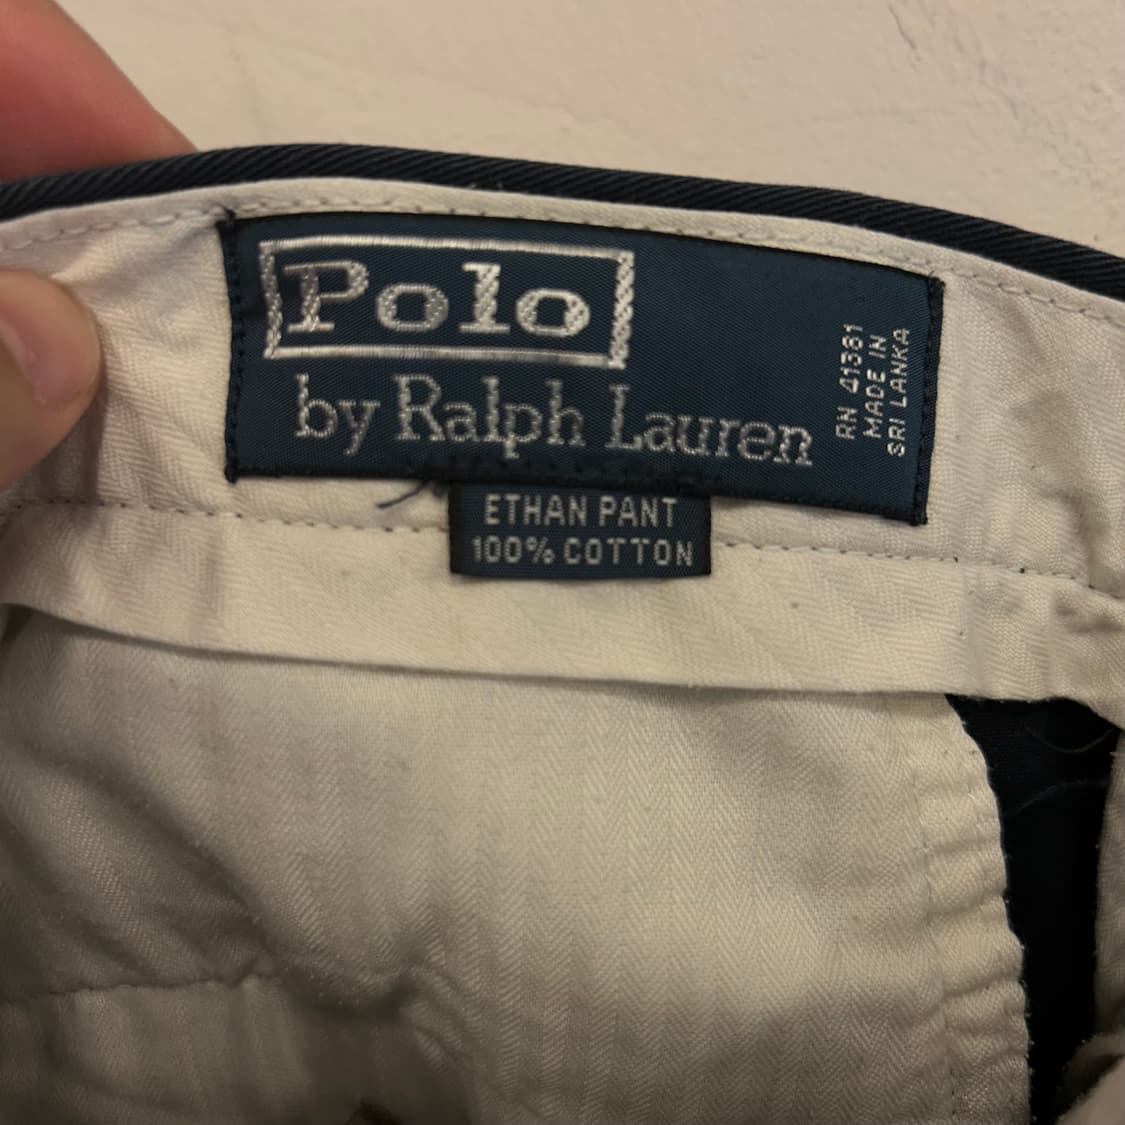 Polo
by Ralph Lauren
RN 41381
MADE IN
SRI LANKA
ETHAN PANT
100% COTTON